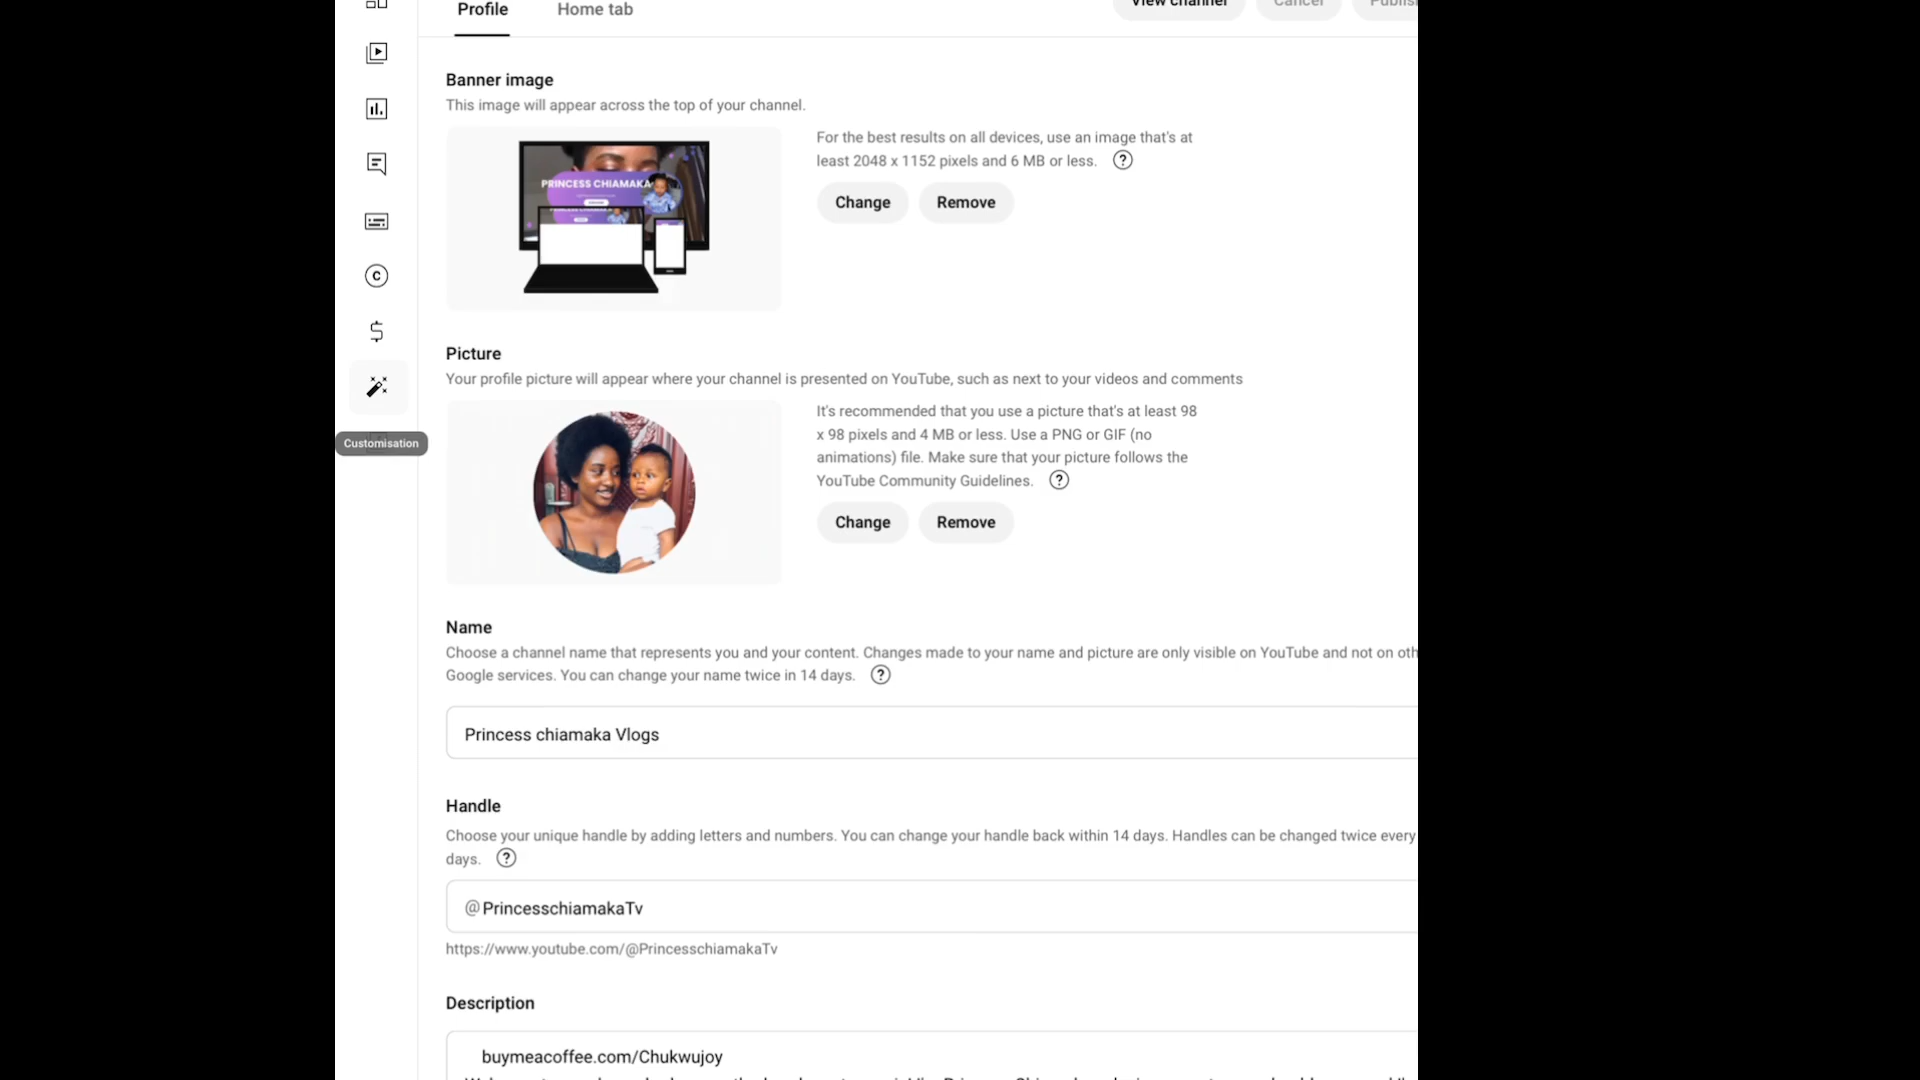 Profile
Home tab
View channel
Cancel
Banner image
This image will appear across the top of your channel.
PRINCESS CHIAMAKA
For the best results on all devices, use an image that's at
least 2048 x 1152 pixels and 6 MB or less.
Change
Remove
Picture
Your profile picture will appear where your channel is presented on YouTube, such as next to your videos and comments
It's recommended that you use a picture that's at least 98
x 98 pixels and 4 MB or less. Use a PNG or GIF (no
animations) file. Make sure that your picture follows the
YouTube Community Guidelines.
Change
Remove
Customisation
Name
Choose a channel name that represents you and your content. Changes made to your name and picture are only visible on YouTube and not on oth
Google services. You can change your name twice in 14 days.
Princess chiamaka Vlogs
Handle
Choose your unique handle by adding letters and numbers. You can change your handle back within 14 days. Handles can be changed twice every
days.
@PrincesschiamakaTv
https://www.youtube.com/@PrincesschiamakaTv
Description
buymeacoffee.com/Chukwujoy